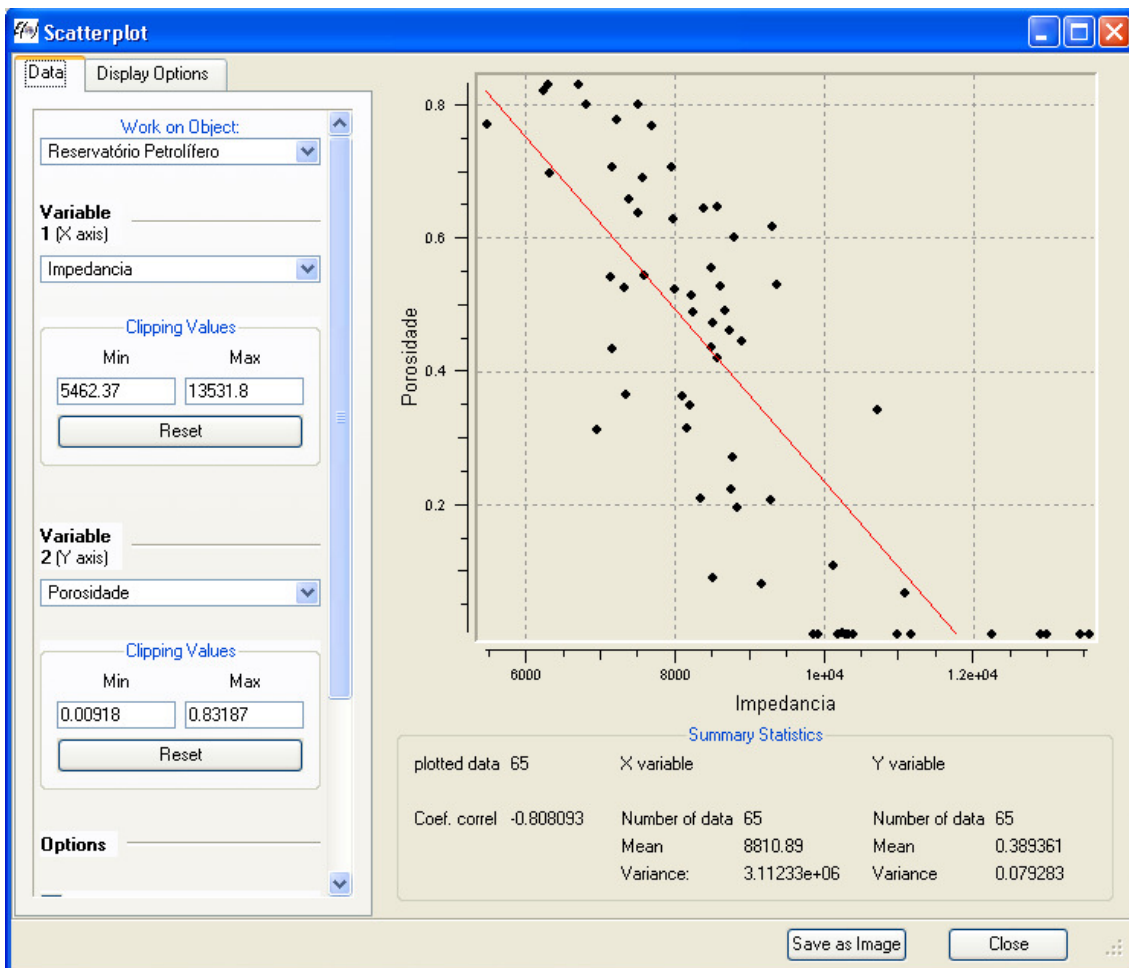 Scatterplot
Data
Display Options
Work on Object:
Reservatório Petrolífero
Variable
1 (X axis)
Impedancia
Clipping Values
Min Max
5462.37 13531.8
Reset
Variable
2 (Y axis)
Porosidade
Clipping Values
Min Max
0.00918 0.83187
Reset
Options
Porosidade
0.8
0.6
0.4
0.2
6000 8000 1e+04 1.2e+04
Impedancia
Summary Statistics
plotted data 65 X variable Y variable
Coef. correl -0.808093 Number of data 65 Number of data 65
Mean 8810.89 Mean 0.389361
Variance: 3.11233e+06 Variance 0.079283
Save as Image Close